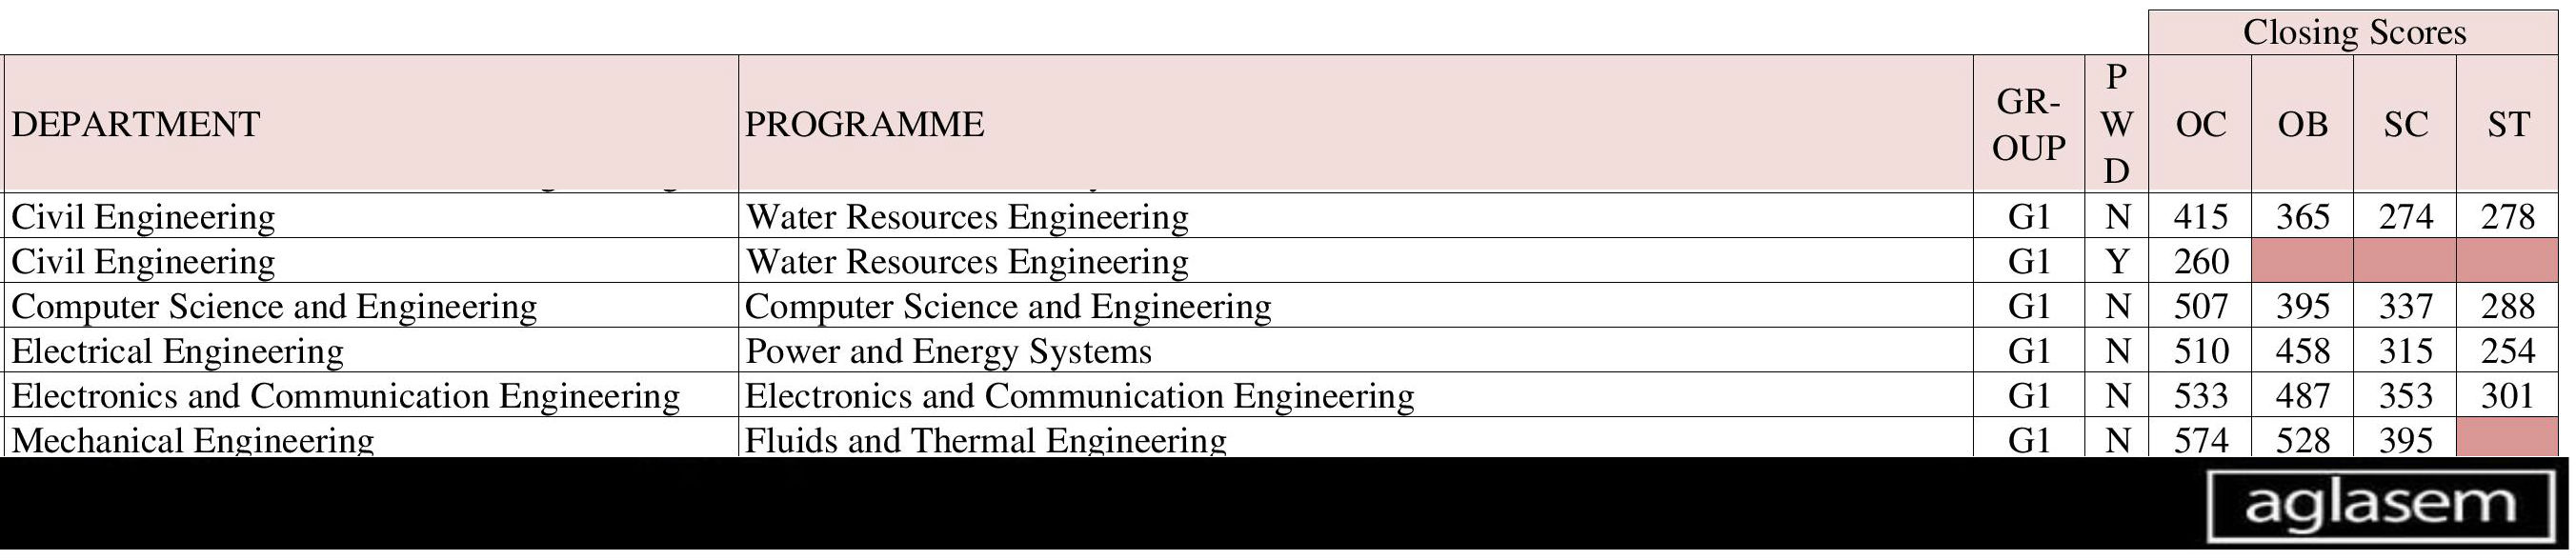 Closing Scores
DEPARTMENT PROGRAMME GR-OUP PWD OC OB SC ST
Civil Engineering Water Resources Engineering G1 N 415 365 274 278
Civil Engineering Water Resources Engineering G1 Y 260
Computer Science and Engineering Computer Science and Engineering G1 N 507 395 337 288
Electrical Engineering Power and Energy Systems G1 N 510 458 315 254
Electronics and Communication Engineering Electronics and Communication Engineering G1 N 533 487 353 301
Mechanical Engineering Fluids and Thermal Engineering G1 N 574 528 395
aglasem